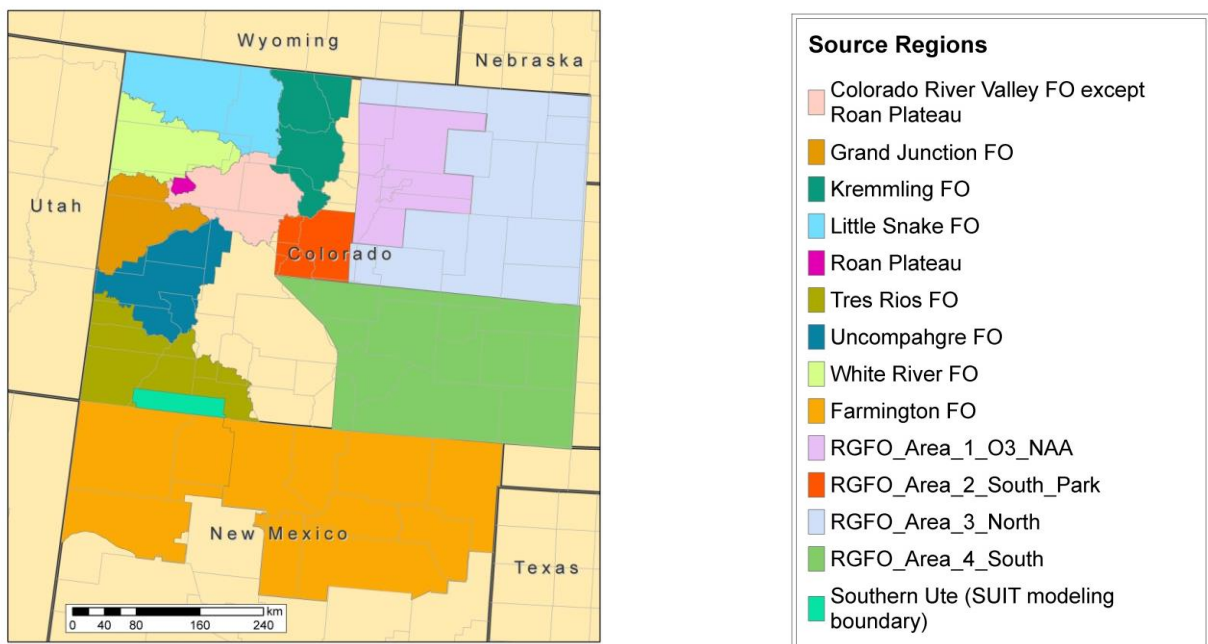 Wyoming
Nebraska
Utah
Colorado
New Mexico
Texas
km
0 40 80 160 240
Source Regions
Colorado River Valley FO except
Roan Plateau
Grand Junction FO
Kremmling FO
Little Snake FO
Roan Plateau
Tres Rios FO
Uncompahgre FO
White River FO
Farmington FO
RGFO_Area_1_O3_NAA
RGFO_Area_2_South_Park
RGFO_Area_3_North
RGFO_Area_4_South
Southern Ute (SUIT modeling
boundary)